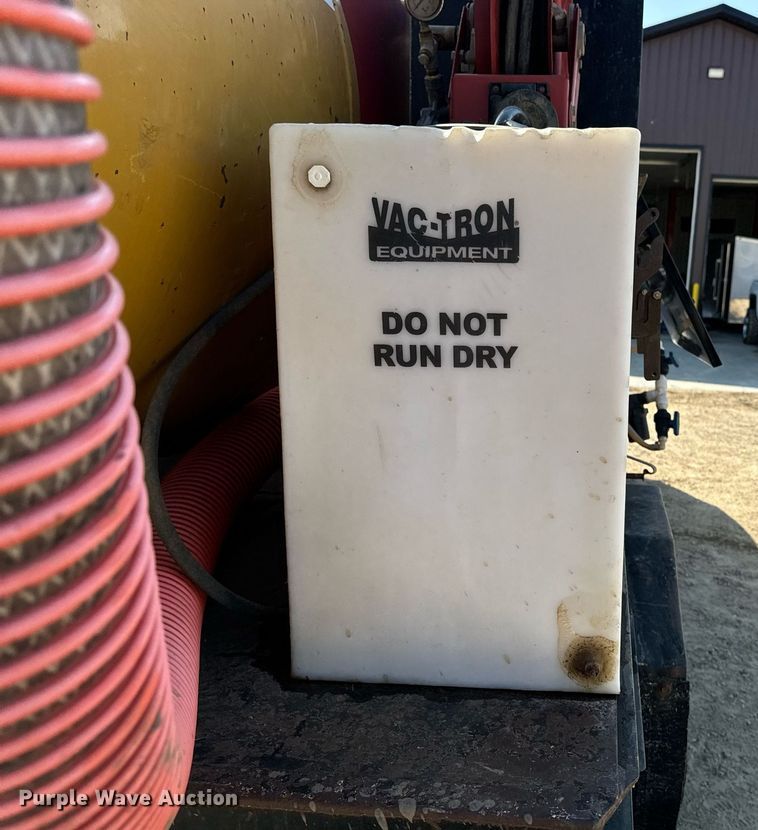 VAC-TRON
EQUIPMENT
DO NOT
RUN DRY
Purple Wave Auction